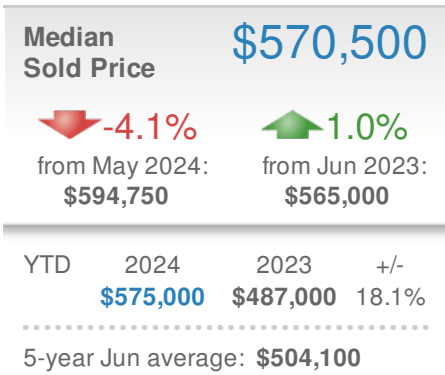 Median $570,500
Sold Price
-4.1% 1.0%
from May 2024: from Jun 2023:
$594,750 $565,000
YTD 2024 2023 +/-
$575,000 $487,000 18.1%
5-year Jun average: $504,100